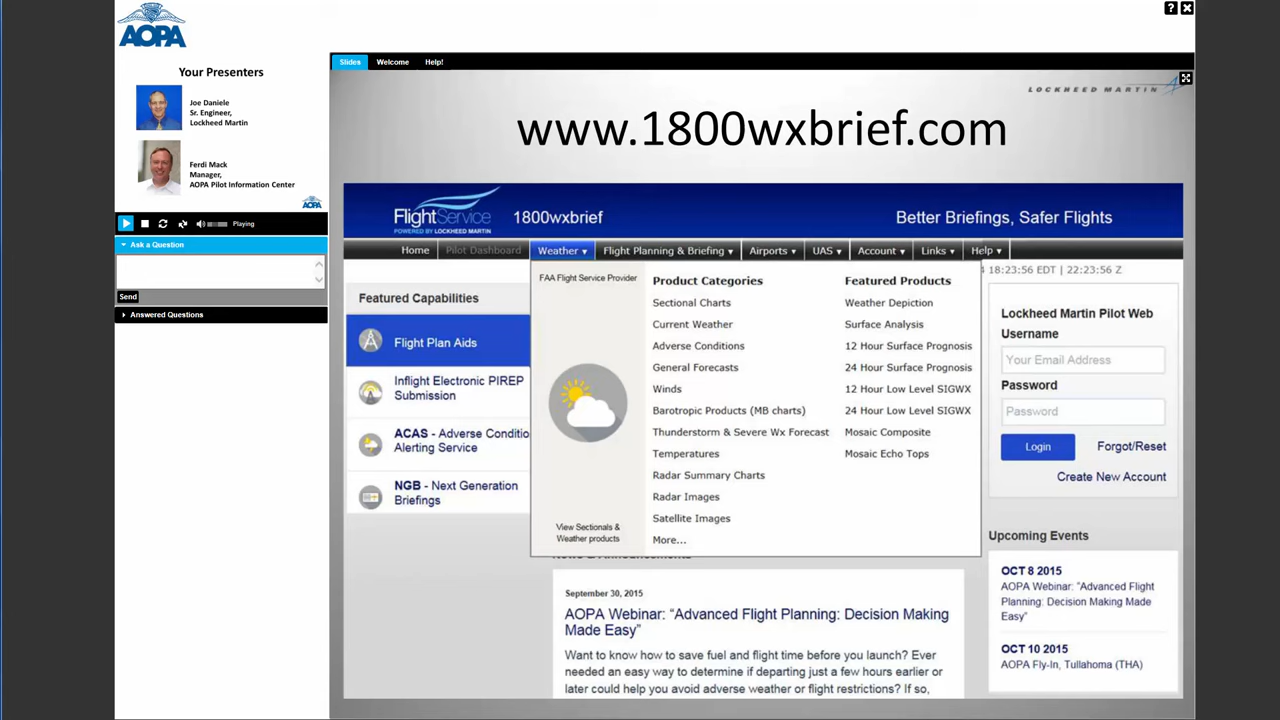 AOPA
? ×
Your Presenters
Joe Daniele
Sr. Engineer,
Lockheed Martin
Ferdi Mack
Manager,
AOPA Pilot Information Center
AOPA
Playing
Ask a Question
Send
Answered Questions
Slides Welcome Help!
LOCKHEED MARTIN
www.1800wxbrief.com
FlightService
POWERED BY LOCKHEED MARTIN
1800wxbrief
Better Briefings, Safer Flights
Home Pilot Dashboard Weather Flight Planning & Briefing Airports UAS Account Links Help
18:23:56 EDT | 22:23:56 Z
Featured Capabilities
Flight Plan Aids
Inflight Electronic PIREP
Submission
ACAS - Adverse Conditio
Alerting Service
NGB - Next Generation
Briefings
FAA Flight Service Provider
View Sectionals &
Weather products
Product Categories
Sectional Charts
Current Weather
Adverse Conditions
General Forecasts
Winds
Barotropic Products (MB charts)
Thunderstorm & Severe Wx Forecast
Temperatures
Radar Summary Charts
Radar Images
Satellite Images
More...
Featured Products
Weather Depiction
Surface Analysis
12 Hour Surface Prognosis
24 Hour Surface Prognosis
12 Hour Low Level SIGWX
24 Hour Low Level SIGWX
Mosaic Composite
Mosaic Echo Tops
September 30, 2015
AOPA Webinar: “Advanced Flight Planning: Decision Making
Made Easy”
Want to know how to save fuel and flight time before you launch? Ever
needed an easy way to determine if departing just a few hours earlier or
later could help you avoid adverse weather or flight restrictions? If so,
Lockheed Martin Pilot Web
Username
Your Email Address
Password
Password
Login Forgot/Reset
Create New Account
Upcoming Events
OCT 8 2015
AOPA Webinar: “Advanced Flight
Planning: Decision Making Made
Easy”
OCT 10 2015
AOPA Fly-In, Tullahoma (THA)